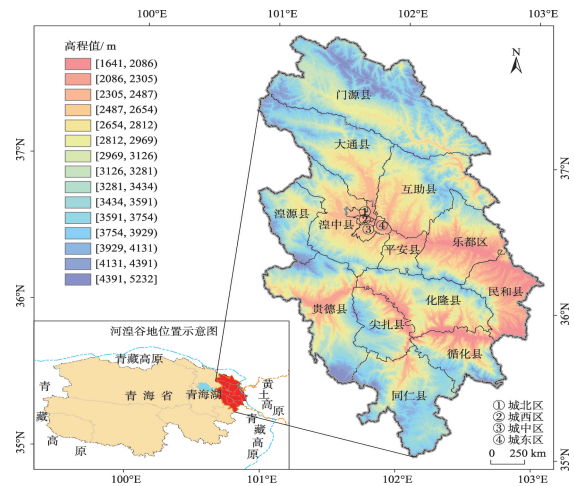 100°E
101°E
102°E
103°E
高程值/ m
[1641, 2086]
[2086, 2305]
[2305, 2487]
[2487, 2654]
[2654, 2812]
[2812, 2969]
[2969, 3126]
[3126, 3281]
[3281, 3434]
[3434, 3591]
[3591, 3754]
[3754, 3929]
[3929, 4131]
[4131, 4391]
[4391, 5232]
N
37°N
36°N
35°N
37°N
36°N
35°N
门源县
大通县
互助县
湟源县
湟中县
①
②
③
④
平安县
乐都区
民和县
化隆县
贵德县
尖扎县
循化县
同仁县
① 城北区
② 城西区
③ 城中区
④ 城东区
0 250 km
河湟谷地位置示意图
青藏高原
青海省
青海湖
黄土高原
青藏高原
青藏高原
100°E
101°E
102°E
103°E